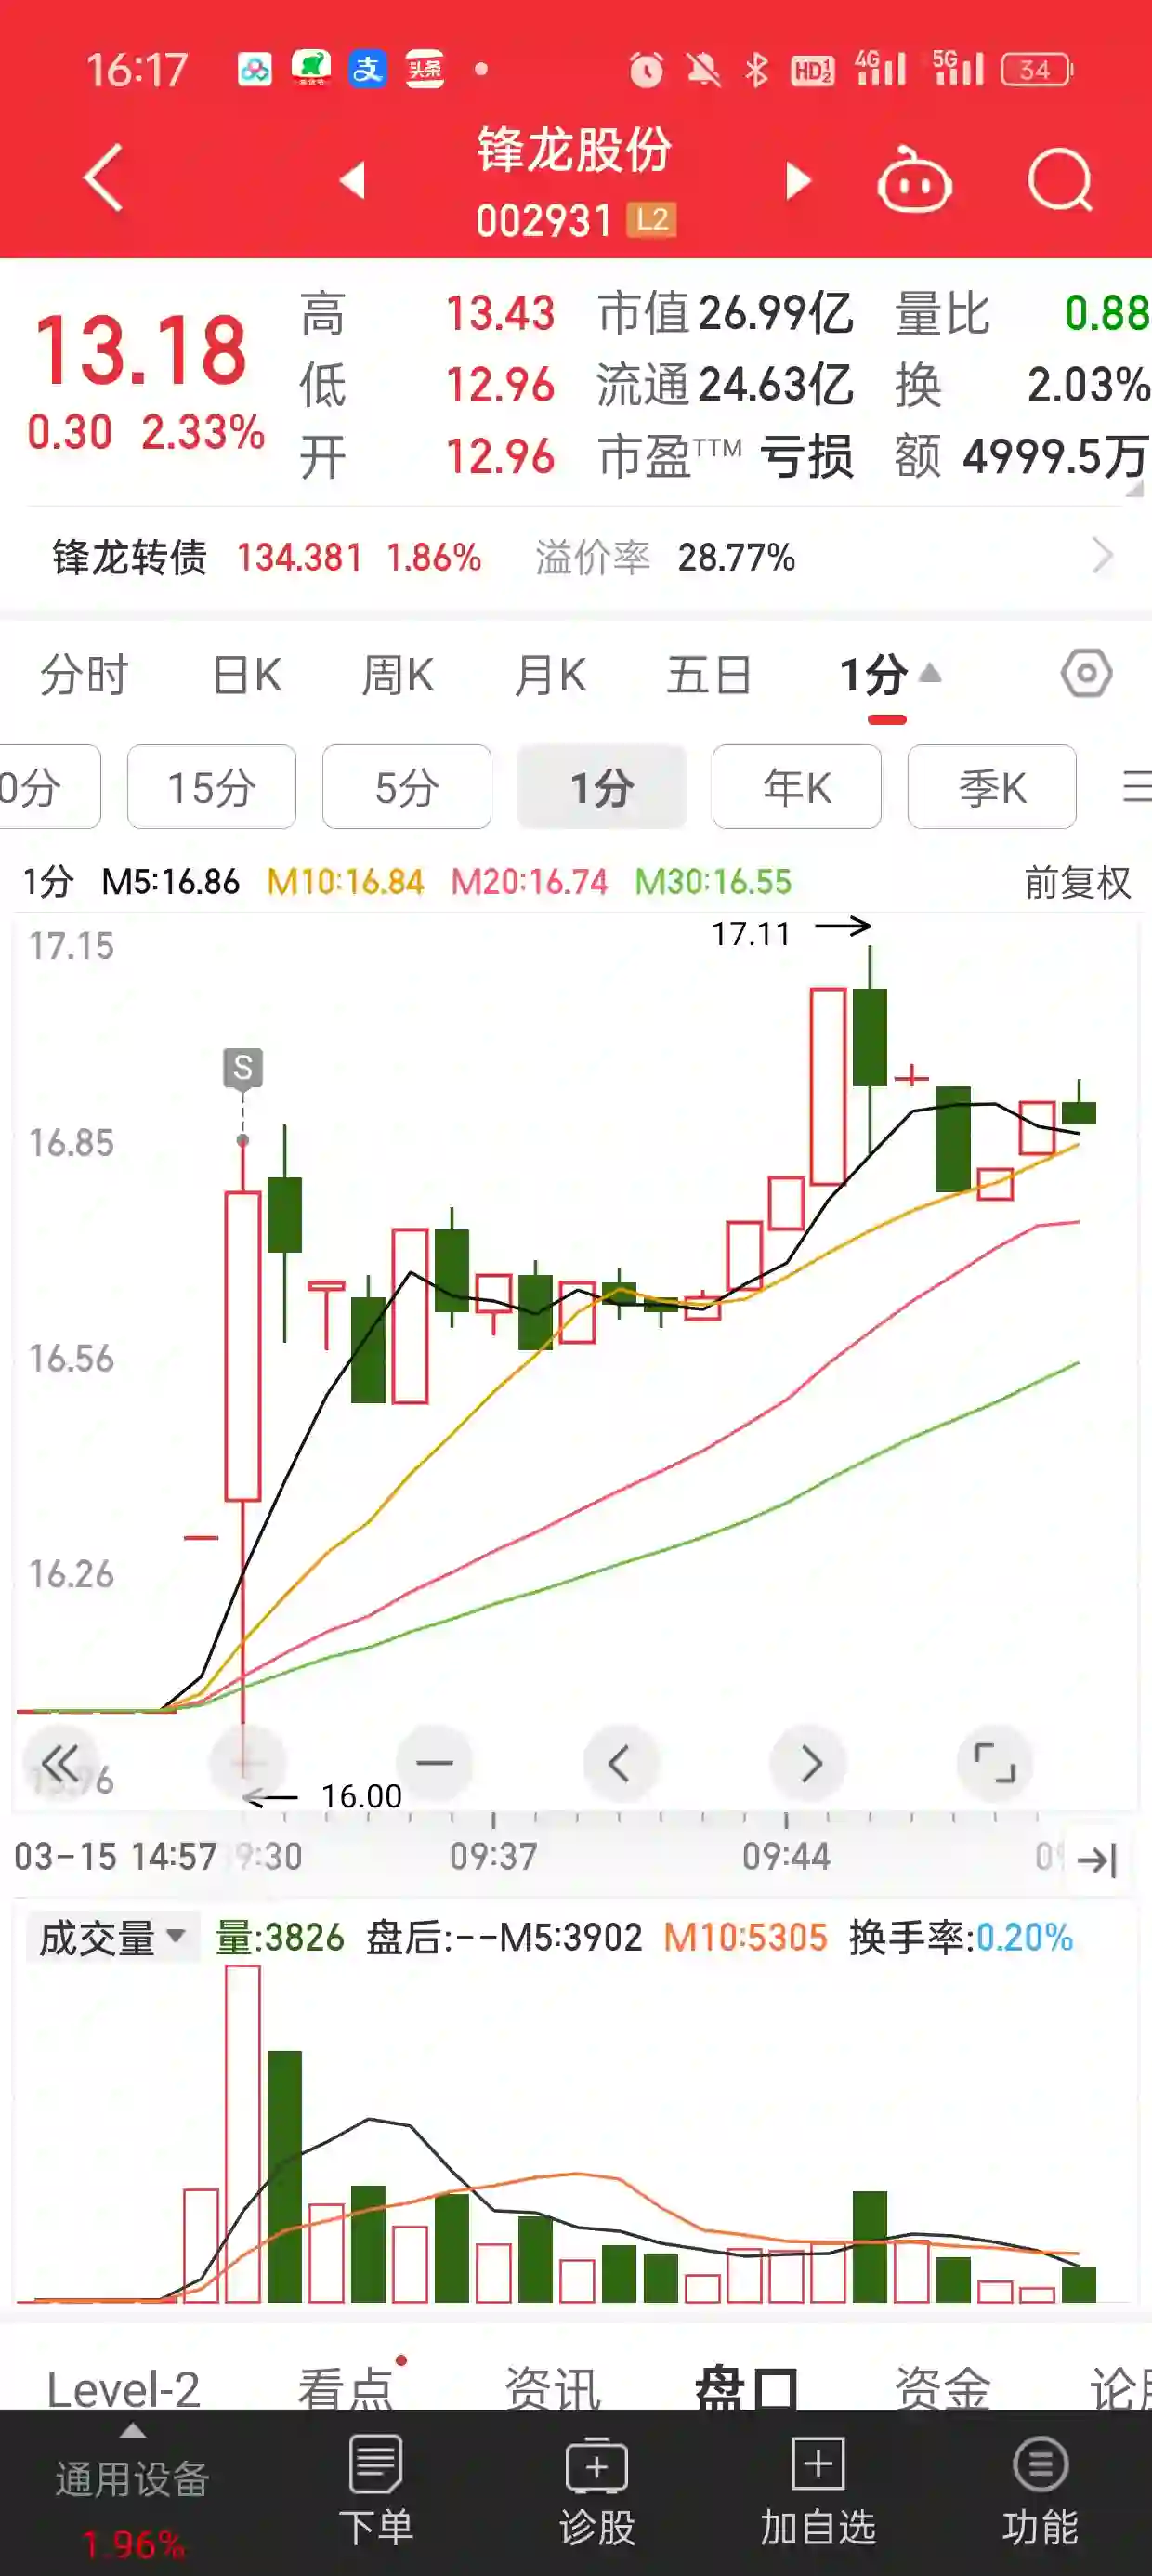 16:17 支 头条 HD1 2 4G 5G 34
锋龙股份
002931 L2
13.18
0.30 2.33%
高 13.43 市值 26.99亿 量比 0.88
低 12.96 流通 24.63亿 换 2.03%
开 12.96 市盈TTM 亏损 额 4999.5万
锋龙转债 134.381 1.86% 溢价率 28.77%
分时 日K 周K 月K 五日 1分
0分 15分 5分 1分 年K 季K
1分 M5:16.86 M10:16.84 M20:16.74 M30:16.55 前复权
17.15
17.11
S
16.85
16.56
16.26
16.00
03-15 14:57 9:30 09:37 09:44
成交量 量:3826 盘后:--M5:3902 M10:5305 换手率:0.20%
Level-2 看点 资讯 盘口 资金
通用设备 下单 诊股 加自选 功能
1.96%